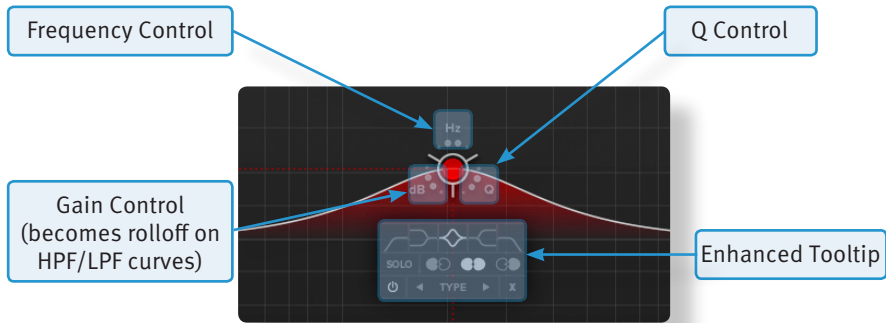 Frequency Control
Q Control
Hz
dB
Q
Gain Control
(becomes rolloff on
HPF/LPF curves)
Enhanced Tooltip
SOLO
TYPE
X